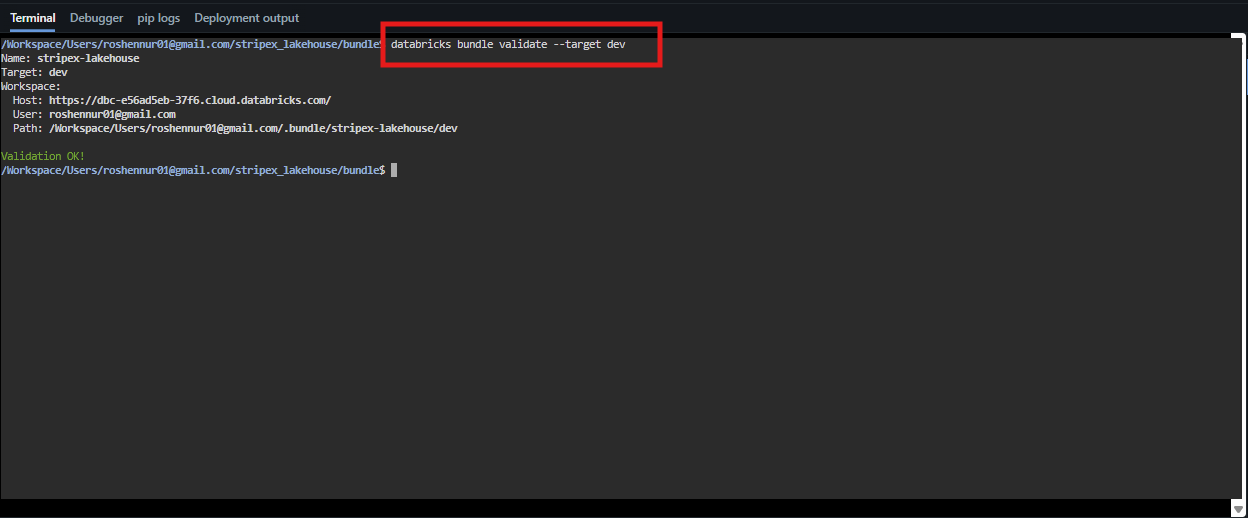 Terminal Debugger pip logs Deployment output
/Workspace/Users/roshennur01@gmail.com/stripex_lakehouse/bundle$ databricks bundle validate --target dev
Name: stripex-lakehouse
Target: dev
Workspace:
  Host: https://dbc-e56ad5eb-37f6.cloud.databricks.com/
  User: roshennur01@gmail.com
  Path: /Workspace/Users/roshennur01@gmail.com/.bundle/stripex-lakehouse/dev
Validation OK!
/Workspace/Users/roshennur01@gmail.com/stripex_lakehouse/bundle$